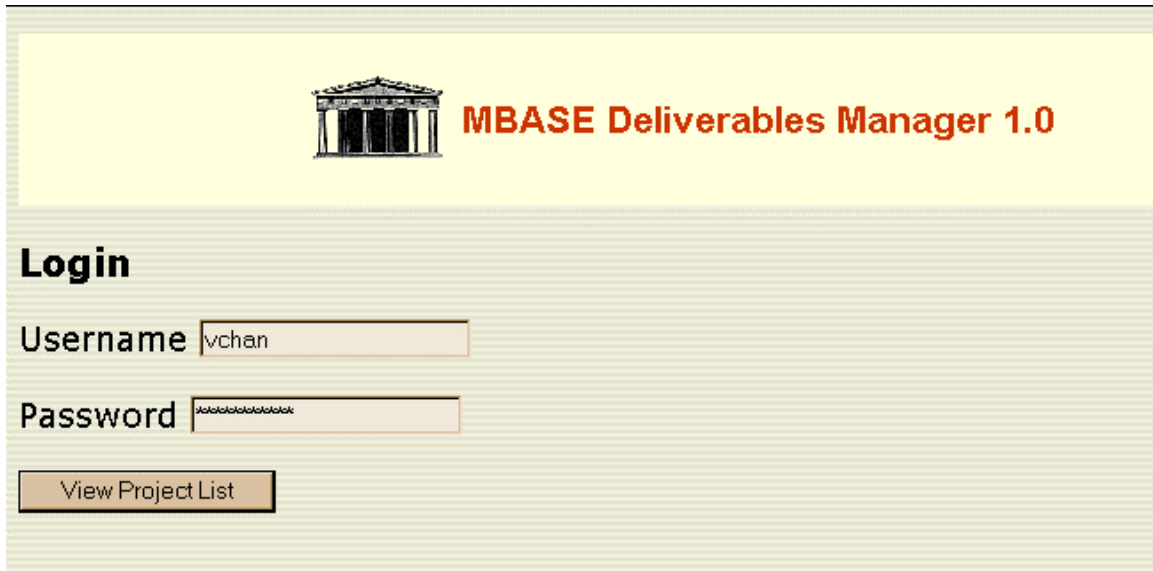 MBASE Deliverables Manager 1.0
Login
Username vchan
Password ************
View Project List